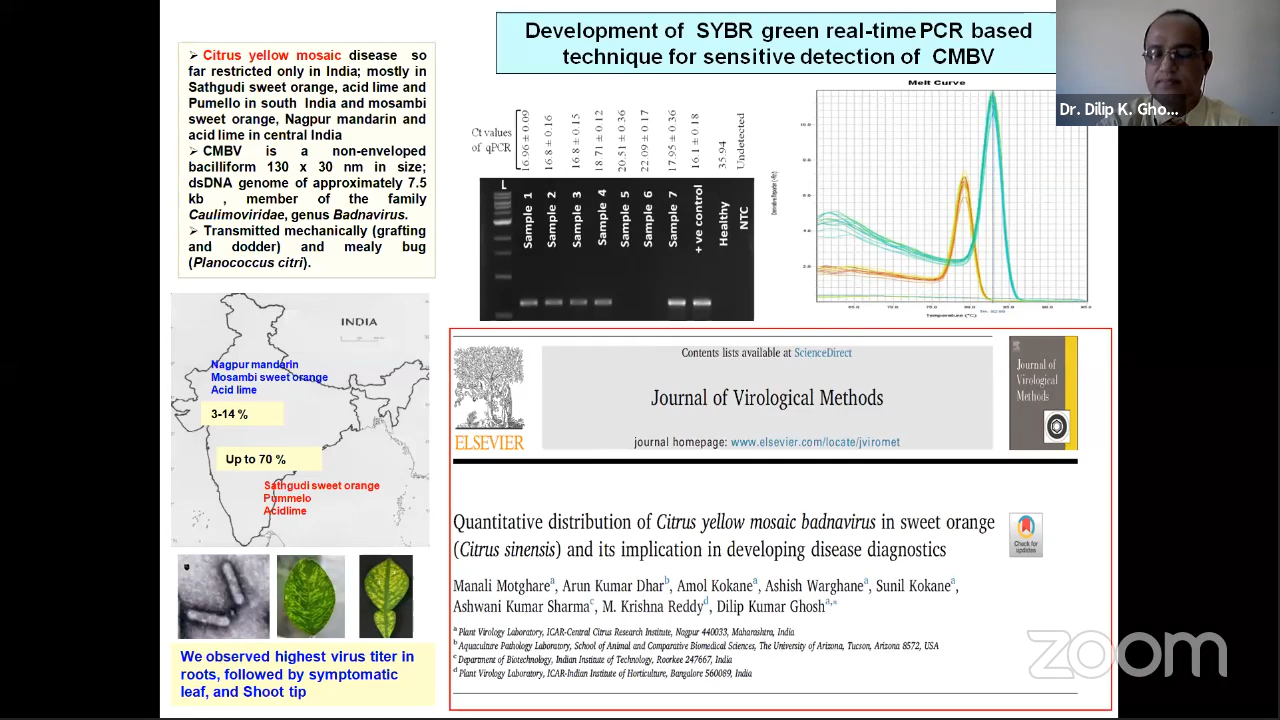 Development of SYBR green real-time PCR based
technique for sensitive detection of CMBV
Dr. Dilip K. Gho...
➢ Citrus yellow mosaic disease so
far restricted only in India; mostly in
Sathgudi sweet orange, acid lime and
Pumello in south India and mosambi
sweet orange, Nagpur mandarin and
acid lime in central India
➢ CMBV is a non-enveloped
bacilliform 130 x 30 nm in size;
dsDNA genome of approximately 7.5
kb , member of the family
Caulimoviridae, genus Badnavirus.
➢ Transmitted mechanically (grafting
and dodder) and mealy bug
(Planococcus citri).
Ct values
of qPCR
16.96 ± 0.09
16.8 ± 0.16
16.8 ± 0.15
18.71 ± 0.12
20.51 ± 0.36
22.09 ± 0.17
17.95 ± 0.36
16.1 ± 0.18
35.94
Undetected
L
Sample 1
Sample 2
Sample 3
Sample 4
Sample 5
Sample 6
Sample 7
+ve control
Healthy
NTC
Melt Curve
Temperature (°C)
INDIA
Nagpur mandarin
Mosambi sweet orange
Acid lime
3-14 %
Up to 70 %
Sathgudi sweet orange
Pummelo
Acidlime
We observed highest virus titer in
roots, followed by symptomatic
leaf, and Shoot tip
Contents lists available at ScienceDirect
Journal of Virological Methods
journal homepage: www.elsevier.com/locate/jviromet
ELSEVIER
Journal of
Virological
Methods
Quantitative distribution of Citrus yellow mosaic badnavirus in sweet orange
(Citrus sinensis) and its implication in developing disease diagnostics
Check for
updates
Manali Motghareᵃ, Arun Kumar Dharᵇ, Amol Kokaneᵃ, Ashish Warghaneᵃ, Sunil Kokaneᵃ,
Ashwani Kumar Sharmaᶜ, M. Krishna Reddyᵈ, Dilip Kumar Ghoshᵃ,*
ᵃ Plant Virology Laboratory, ICAR-Central Citrus Research Institute, Nagpur 440033, Maharashtra, India
ᵇ Aquaculture Pathology Laboratory, School of Animal and Comparative Biomedical Sciences, The University of Arizona, Tucson, Arizona 8572, USA
ᶜ Department of Biotechnology, Indian Institute of Technology, Roorkee 247667, India
ᵈ Plant Virology Laboratory, ICAR-Indian Institute of Horticulture, Bangalore 560089, India
zoom